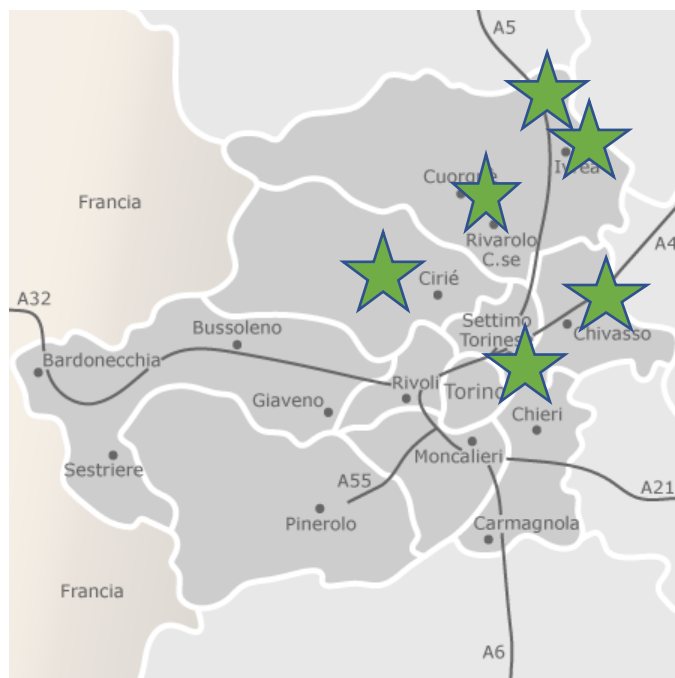 A5
Cuorgnè
Ivrea
Francia
Rivarolo
C.se
A4
Cirié
A32
Settimo
Torinese
Bussoleno
Chivasso
Bardonecchia
Rivoli
Torino
Giaveno
Chieri
Moncalieri
Sestriere
A55
A21
Pinerolo
Carmagnola
Francia
A6